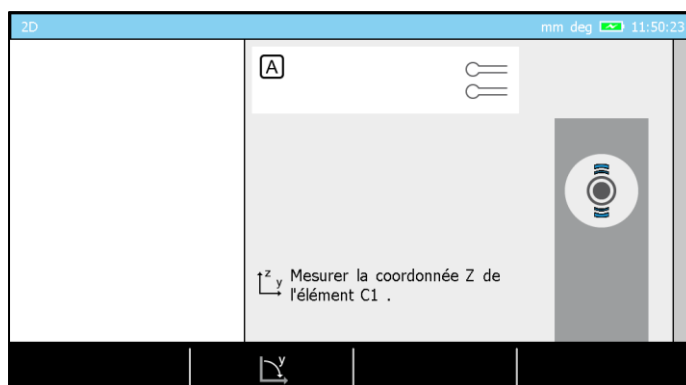 2D
mm deg 11:50:23
A
z
y
Mesurer la coordonnée Z de
l'élément C1 .
y